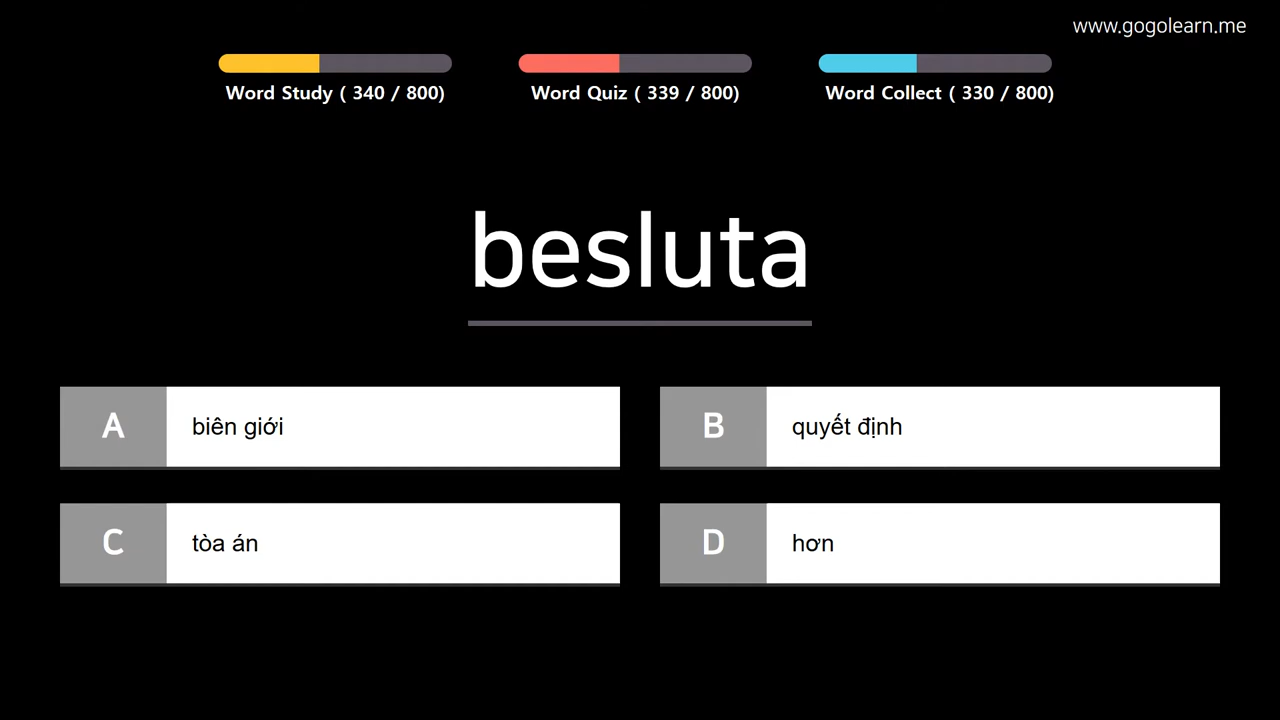 www.gogolearn.me
Word Study ( 340 / 800)
Word Quiz ( 339 / 800)
Word Collect ( 330 / 800)
besluta
A biên giới
B quyết định
C tòa án
D hơn